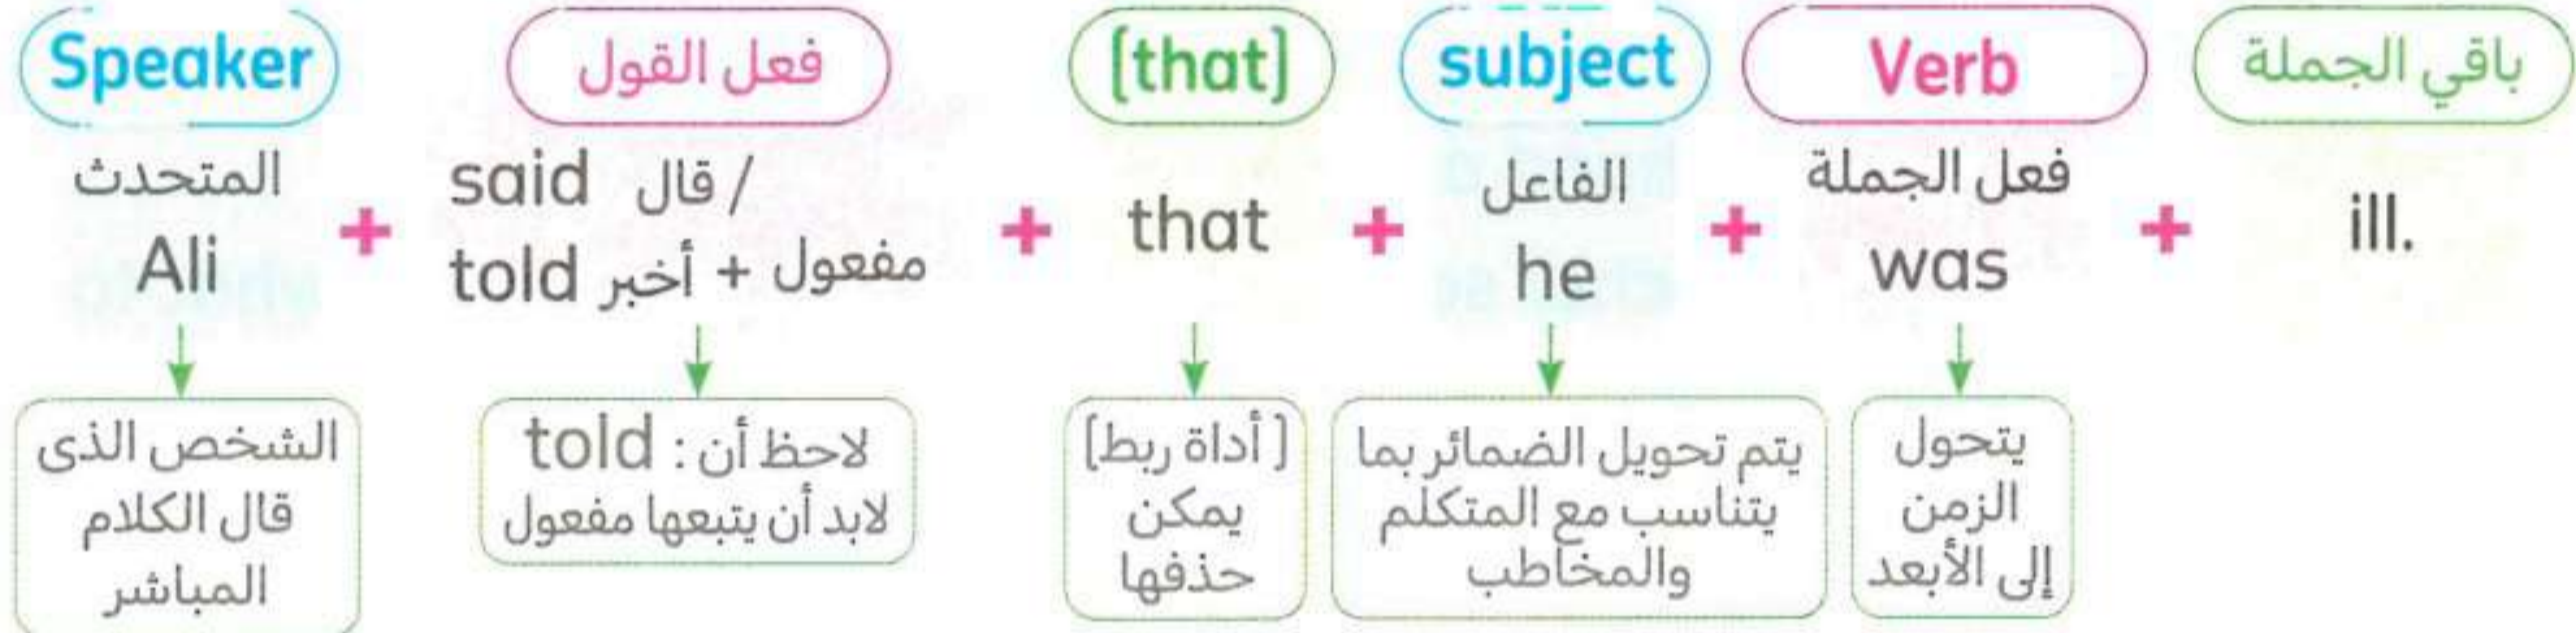 Speaker
فعل القول
[that]
subject
Verb
باقي الجملة
المتحدث
Ali
+
said قال /
told أخبر + مفعول
+
that
+
الفاعل
he
+
فعل الجملة
was
+
ill.
الشخص الذى
قال الكلام
المباشر
لاحظ أن : told
لابد أن يتبعها مفعول
[أداة ربط]
يمكن
حذفها
يتم تحويل الضمائر بما
يتناسب مع المتكلم
والمخاطب
يتحول
الزمن
إلى الأبعد